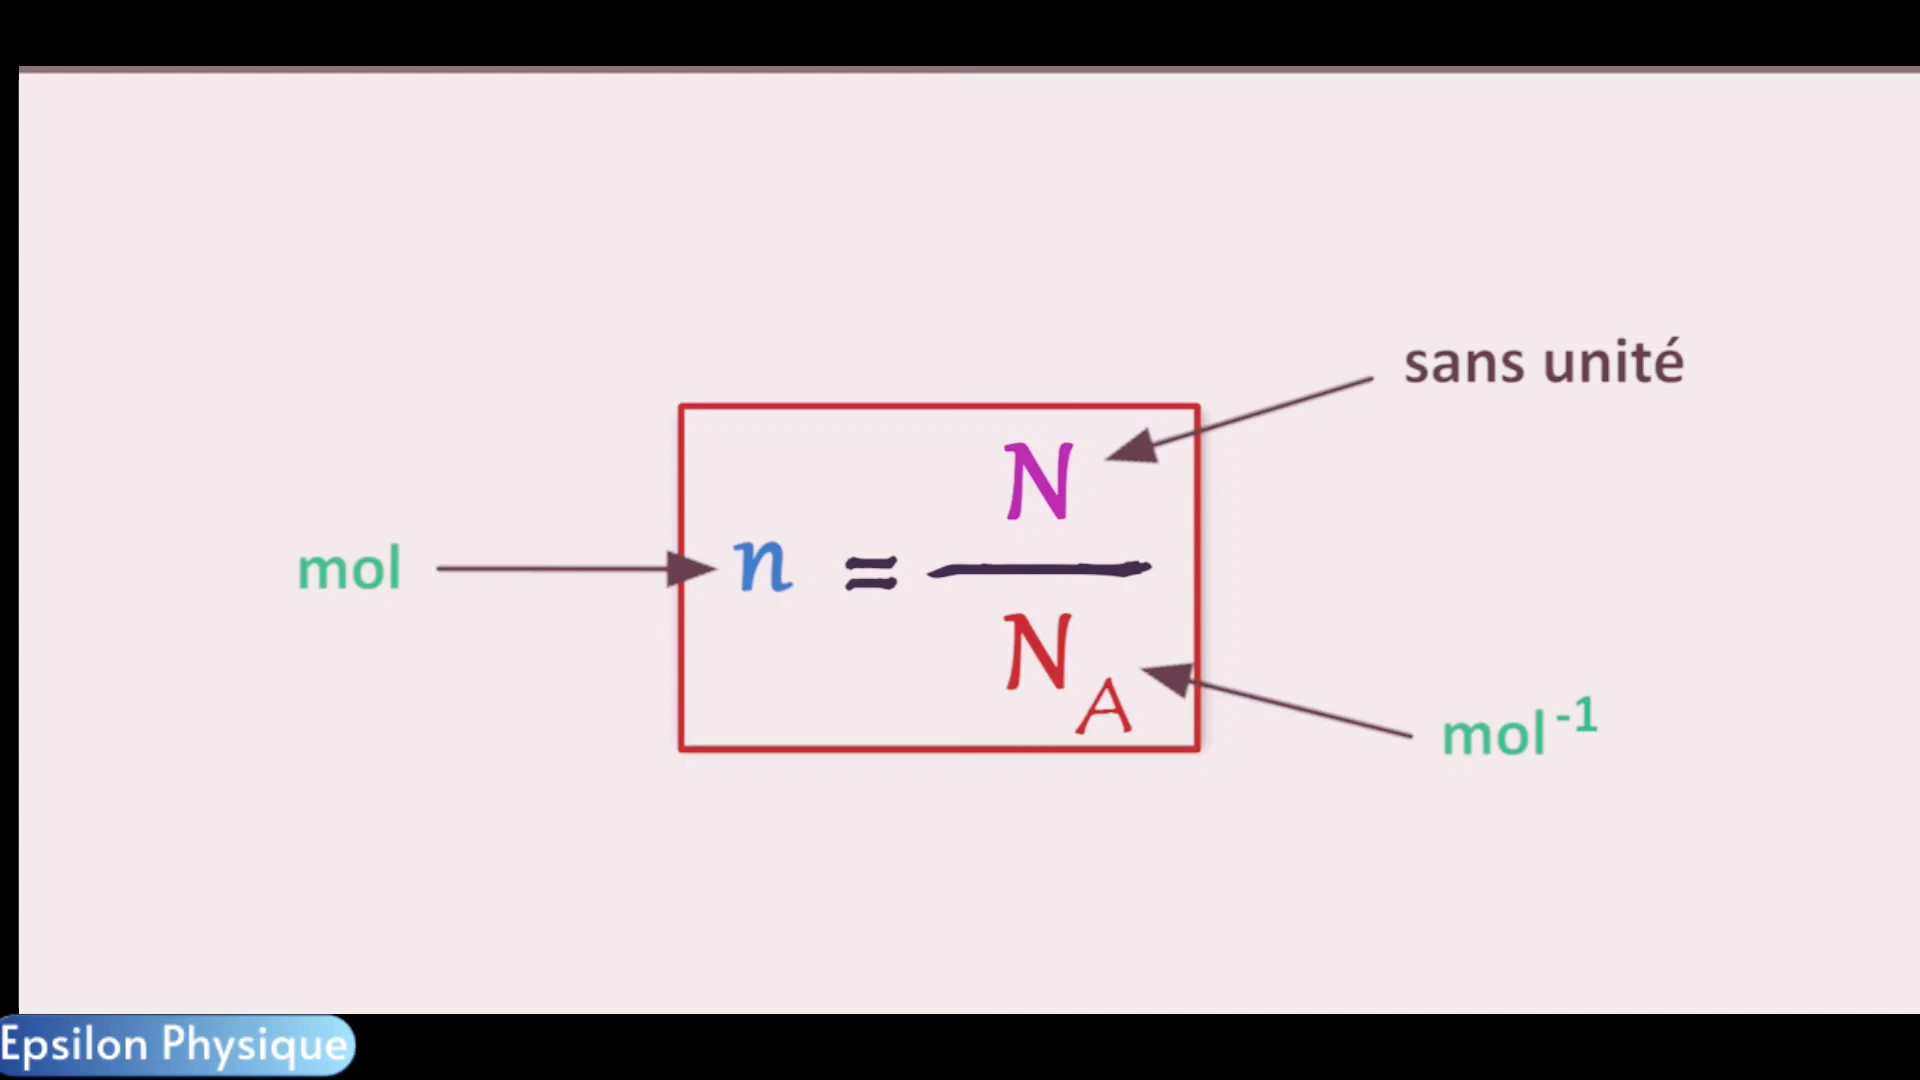 sans unité
mol
n = N / N_A
mol⁻¹
Epsilon Physique